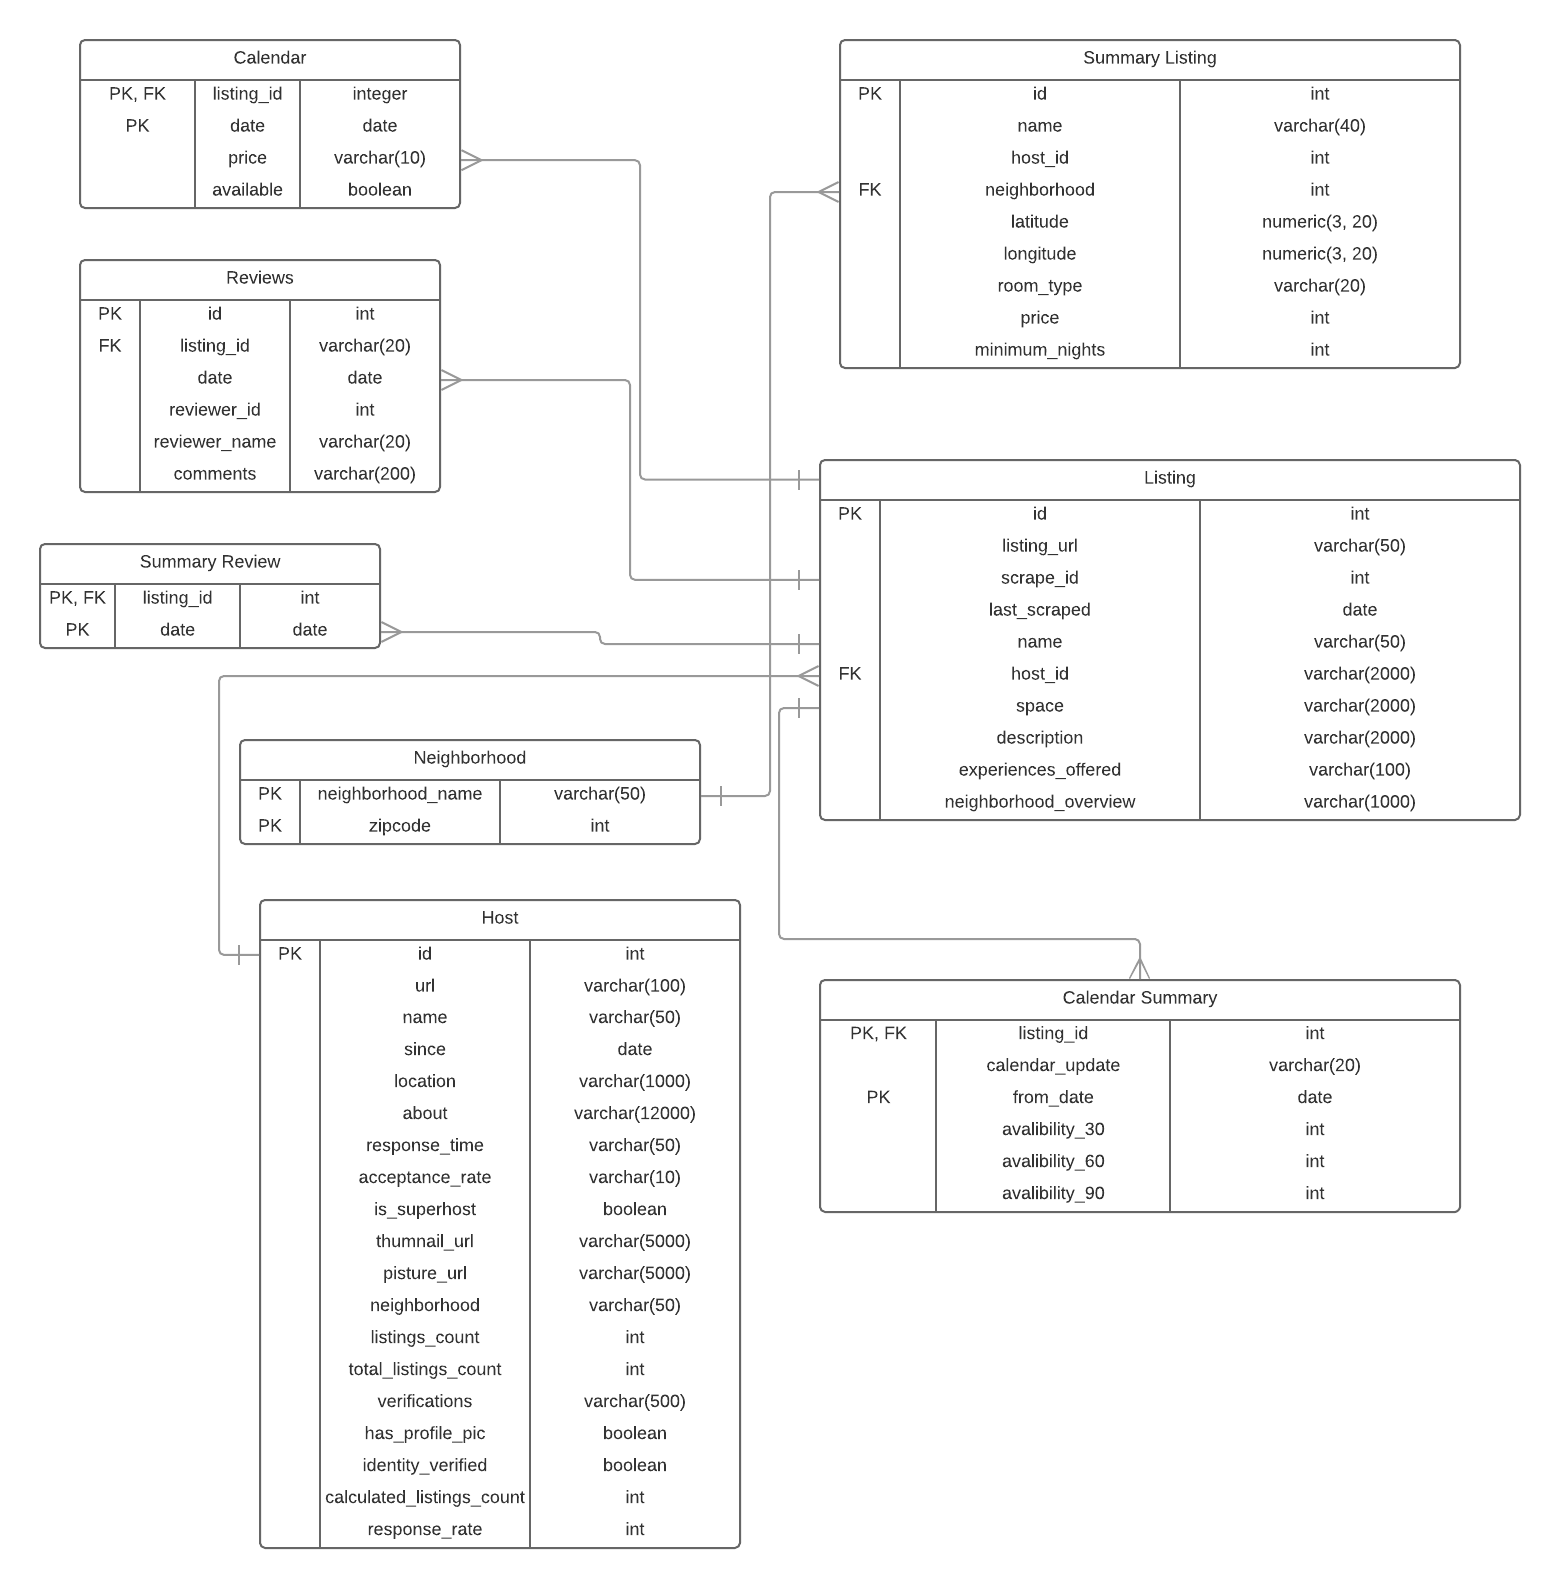 Calendar
PK, FK listing_id integer
PK date date
price varchar(10)
available boolean
Summary Listing
PK id int
name varchar(40)
host_id int
FK neighborhood int
latitude numeric(3, 20)
longitude numeric(3, 20)
room_type varchar(20)
price int
minimum_nights int
Reviews
PK id int
FK listing_id varchar(20)
date date
reviewer_id int
reviewer_name varchar(20)
comments varchar(200)
Listing
PK id int
listing_url varchar(50)
scrape_id int
last_scraped date
name varchar(50)
FK host_id varchar(2000)
space varchar(2000)
description varchar(2000)
experiences_offered varchar(100)
neighborhood_overview varchar(1000)
Summary Review
PK, FK listing_id int
PK date date
Neighborhood
PK neighborhood_name varchar(50)
PK zipcode int
Host
PK id int
url varchar(100)
name varchar(50)
since date
location varchar(1000)
about varchar(12000)
response_time varchar(50)
acceptance_rate varchar(10)
is_superhost boolean
thumnail_url varchar(5000)
pisture_url varchar(5000)
neighborhood varchar(50)
listings_count int
total_listings_count int
verifications varchar(500)
has_profile_pic boolean
identity_verified boolean
calculated_listings_count int
response_rate int
Calendar Summary
PK, FK listing_id int
calendar_update varchar(20)
PK from_date date
avalibility_30 int
avalibility_60 int
avalibility_90 int